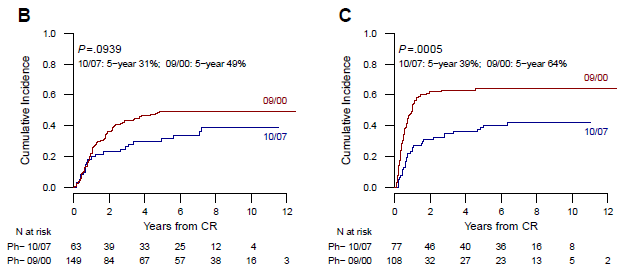 B
Cumulative Incidence
1.0
0.8
0.6
0.4
0.2
0.0
P=.0939
10/07: 5−year 31%; 09/00: 5−year 49%
09/00
10/07
0 2 4 6 8 10 12
Years from CR
N at risk
Ph− 10/07 63 39 33 25 12 4
Ph− 09/00 149 84 67 57 38 16 3
C
Cumulative Incidence
1.0
0.8
0.6
0.4
0.2
0.0
P=.0005
10/07: 5−year 39%; 09/00: 5−year 64%
09/00
10/07
0 2 4 6 8 10 12
Years from CR
N at risk
Ph− 10/07 77 46 40 36 16 8
Ph− 09/00 108 32 27 23 13 5 2